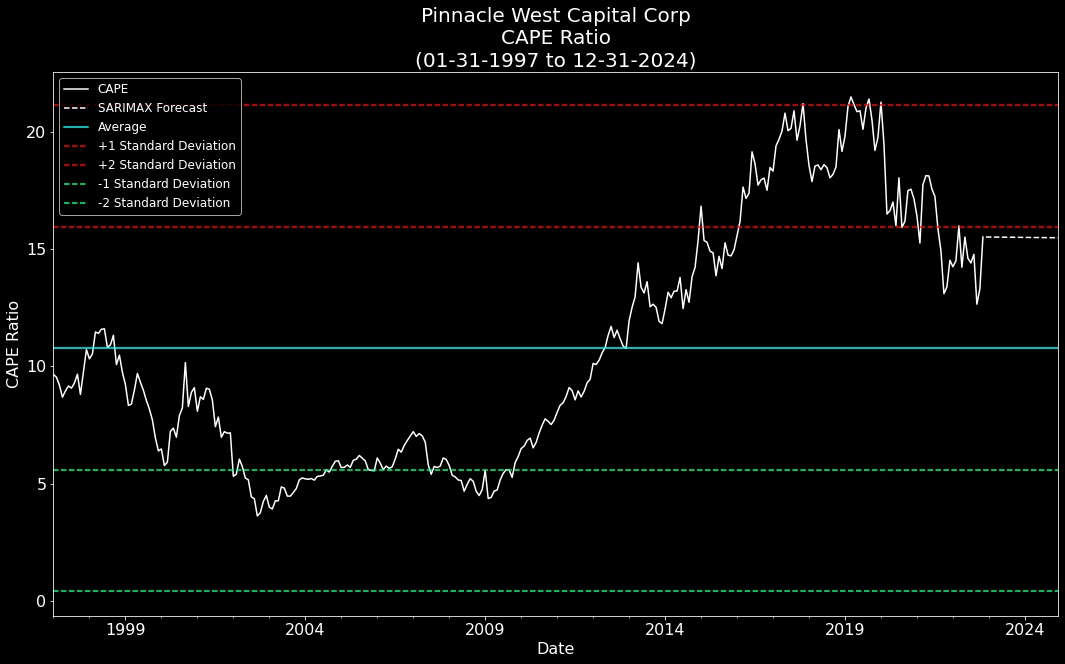 Pinnacle West Capital Corp
CAPE Ratio
(01-31-1997 to 12-31-2024)
CAPE
SARIMAX Forecast
Average
+1 Standard Deviation
+2 Standard Deviation
-1 Standard Deviation
-2 Standard Deviation
CAPE Ratio
20
15
10
5
0
1999
2004
2009
2014
2019
2024
Date